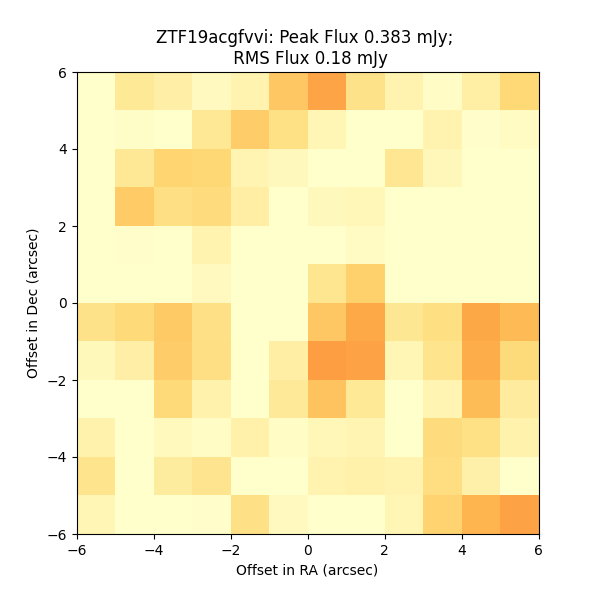 ZTF19acgfvvi: Peak Flux 0.383 mJy;
RMS Flux 0.18 mJy
6
4
2
0
−2
−4
−6
Offset in Dec (arcsec)
−6 −4 −2 0 2 4 6
Offset in RA (arcsec)